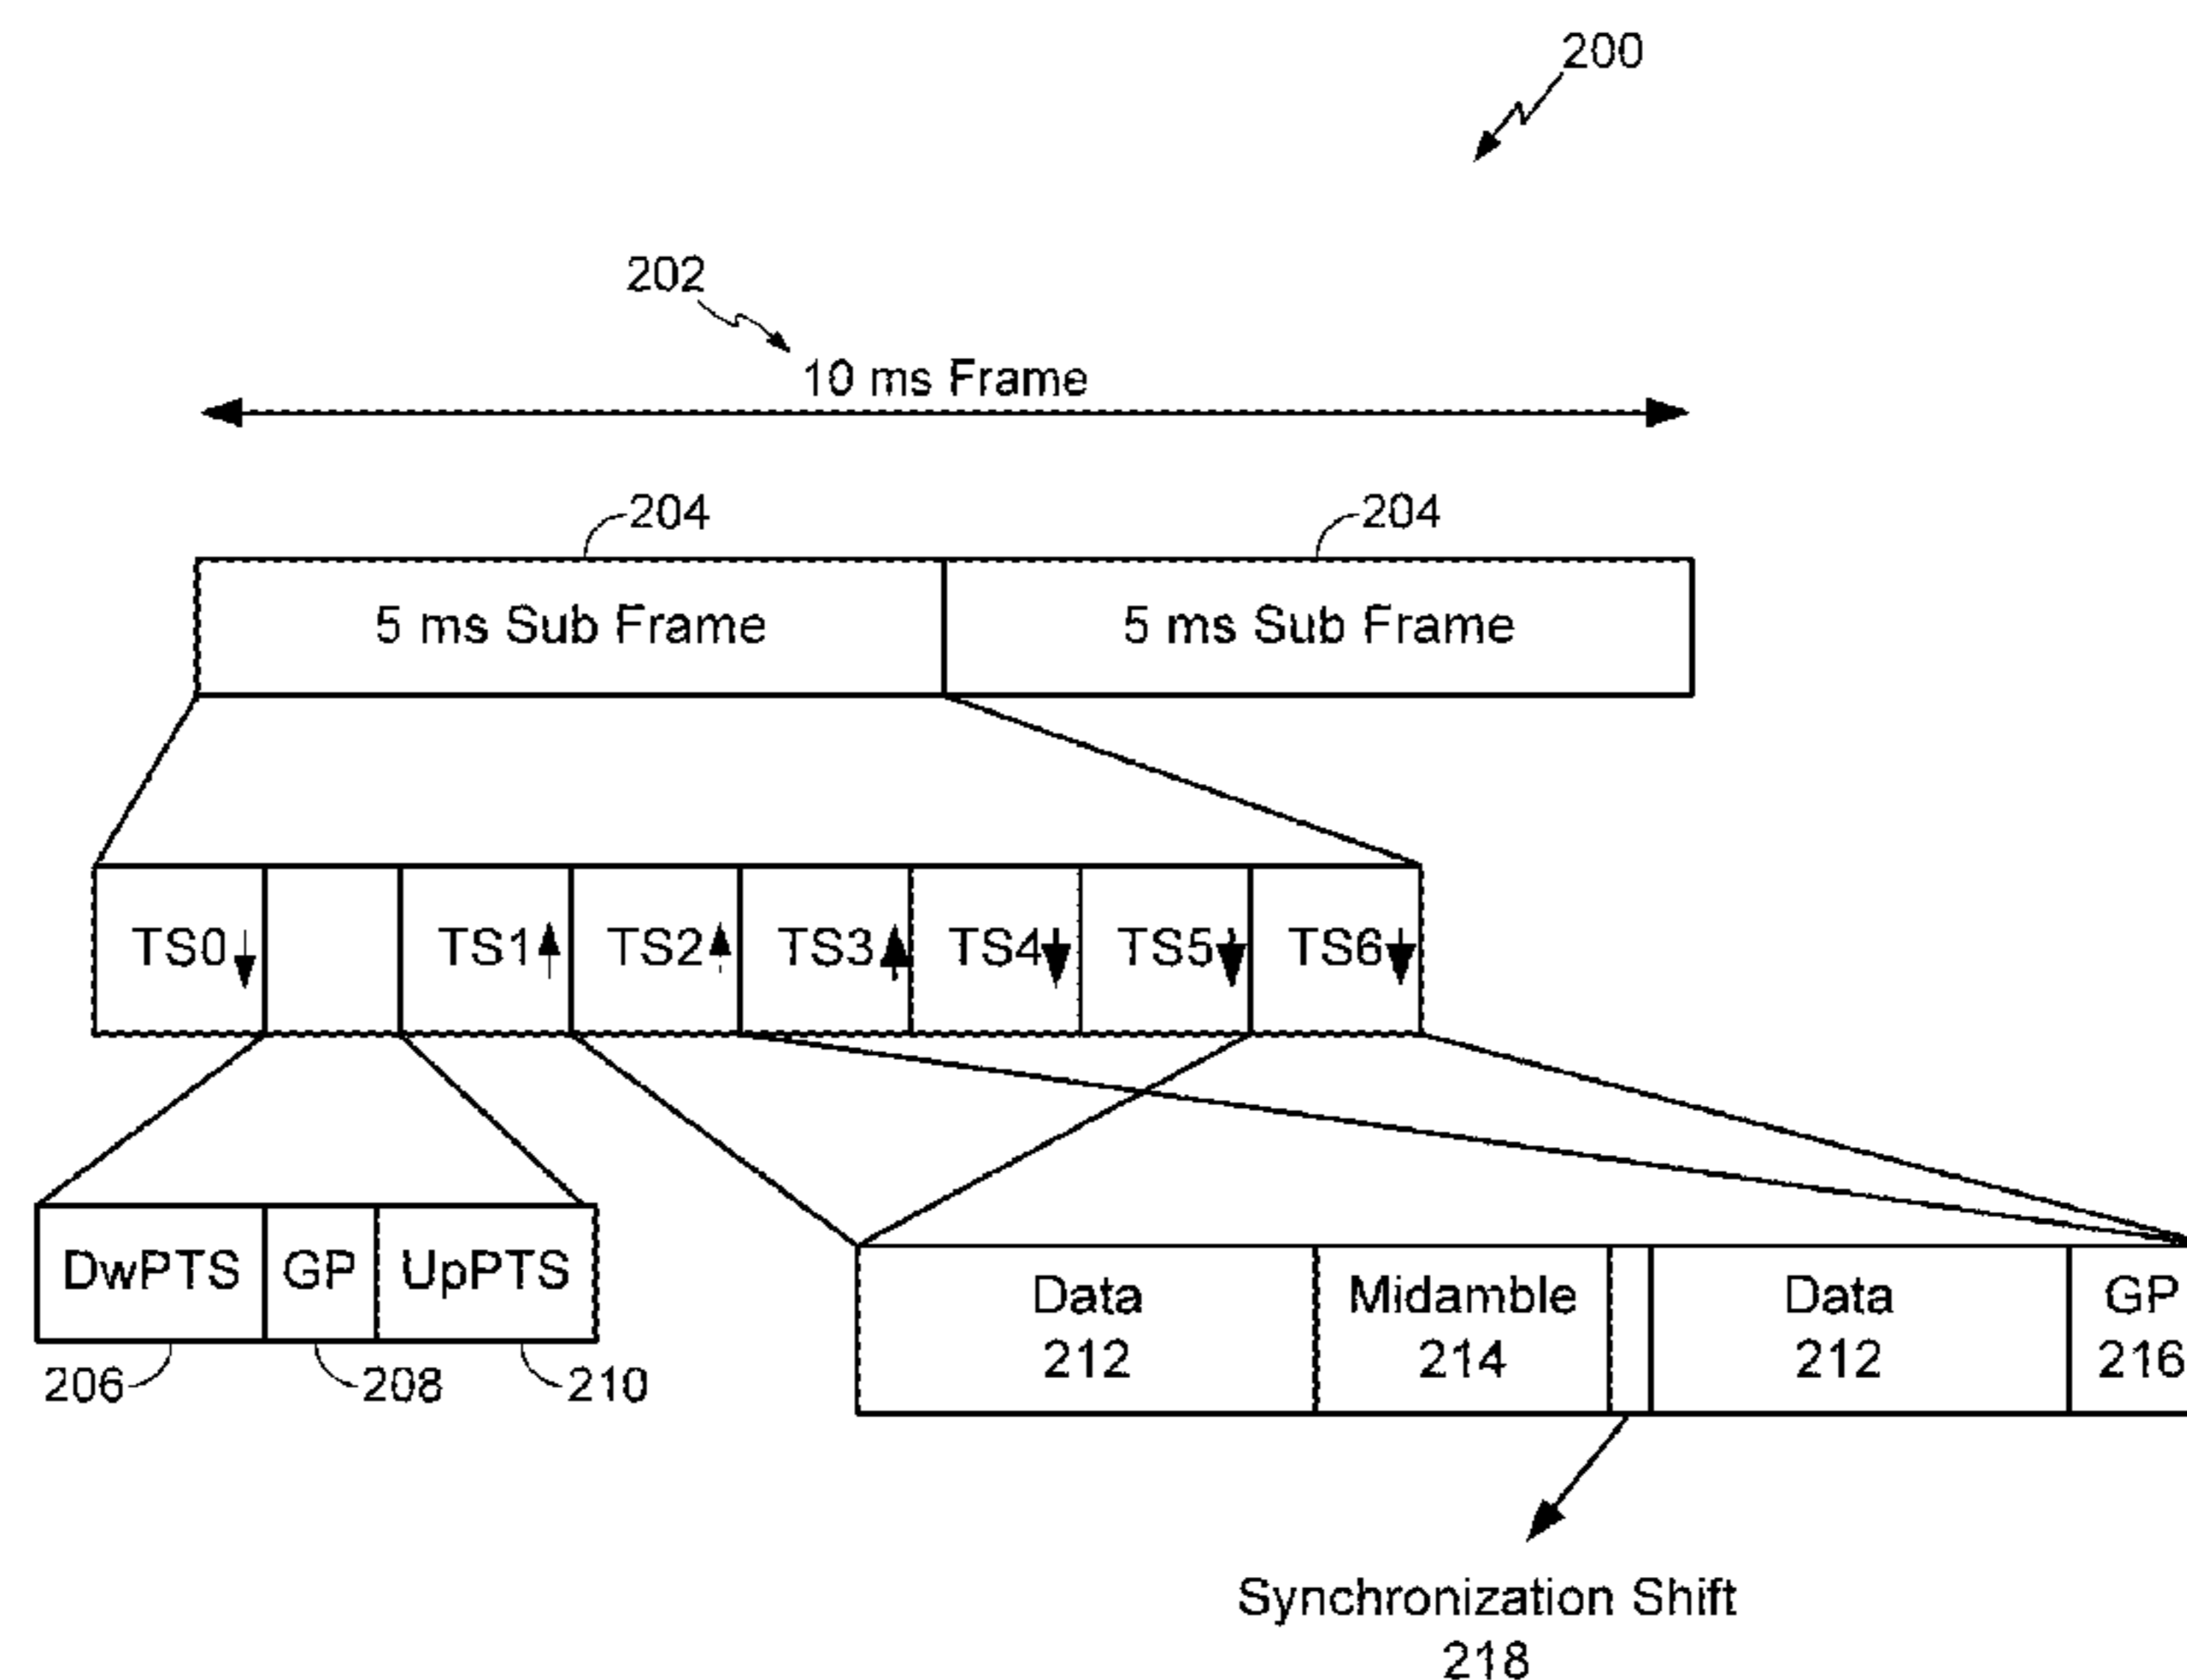 200
202
10 ms Frame
204 204
5 ms Sub Frame 5 ms Sub Frame
TS0 TS1 TS2 TS3 TS4 TS5 TS6
DwPTS GP UpPTS
206 208 210
Data Midamble Data GP
212 214 212 216
Synchronization Shift
218